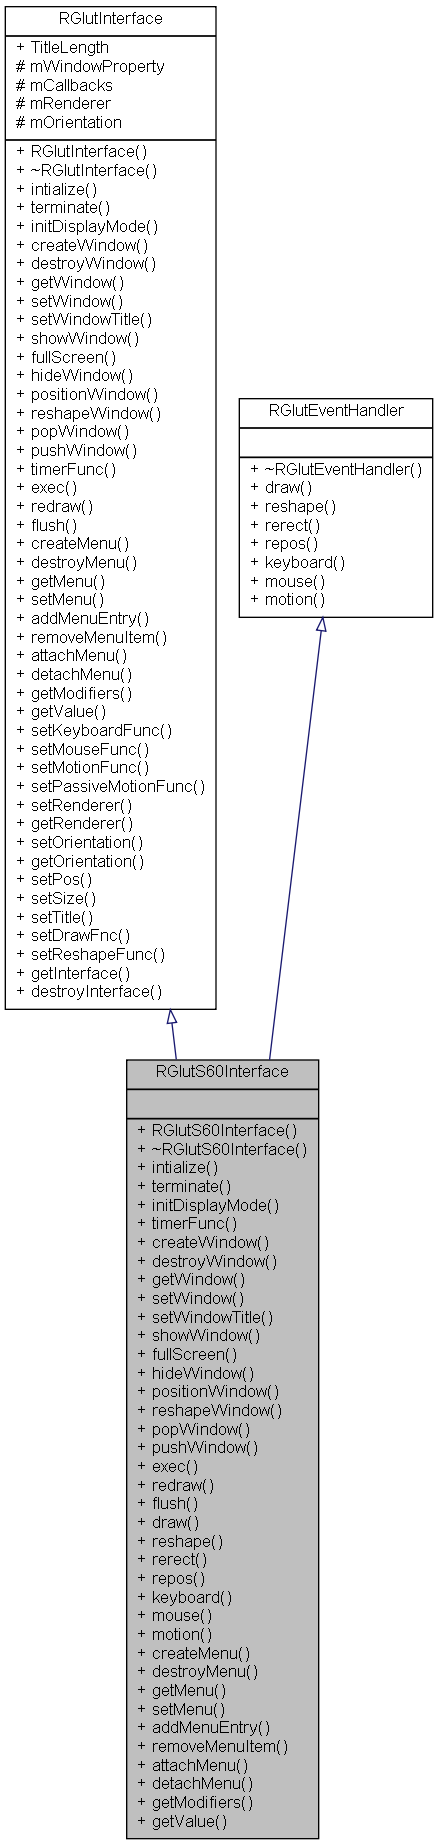 RGlutInterface
+ TitleLength
# mWindowProperty
# mCallbacks
# mRenderer
# mOrientation
+ RGlutInterface()
+ ~RGlutInterface()
+ intialize()
+ terminate()
+ initDisplayMode()
+ createWindow()
+ destroyWindow()
+ getWindow()
+ setWindow()
+ setWindowTitle()
+ showWindow()
+ fullScreen()
+ hideWindow()
+ positionWindow()
+ reshapeWindow()
+ popWindow()
+ pushWindow()
+ timerFunc()
+ exec()
+ redraw()
+ flush()
+ createMenu()
+ destroyMenu()
+ getMenu()
+ setMenu()
+ addMenuEntry()
+ removeMenuItem()
+ attachMenu()
+ detachMenu()
+ getModifiers()
+ getValue()
+ setKeyboardFunc()
+ setMouseFunc()
+ setMotionFunc()
+ setPassiveMotionFunc()
+ setRenderer()
+ getRenderer()
+ setOrientation()
+ getOrientation()
+ setPos()
+ setSize()
+ setTitle()
+ setDrawFnc()
+ setReshapeFunc()
+ getInterface()
+ destroyInterface()
RGlutEventHandler
+ ~RGlutEventHandler()
+ draw()
+ reshape()
+ rerect()
+ repos()
+ keyboard()
+ mouse()
+ motion()
RGlutS60Interface
+ RGlutS60Interface()
+ ~RGlutS60Interface()
+ intialize()
+ terminate()
+ initDisplayMode()
+ timerFunc()
+ createWindow()
+ destroyWindow()
+ getWindow()
+ setWindow()
+ setWindowTitle()
+ showWindow()
+ fullScreen()
+ hideWindow()
+ positionWindow()
+ reshapeWindow()
+ popWindow()
+ pushWindow()
+ exec()
+ redraw()
+ flush()
+ draw()
+ reshape()
+ rerect()
+ repos()
+ keyboard()
+ mouse()
+ motion()
+ createMenu()
+ destroyMenu()
+ getMenu()
+ setMenu()
+ addMenuEntry()
+ removeMenuItem()
+ attachMenu()
+ detachMenu()
+ getModifiers()
+ getValue()